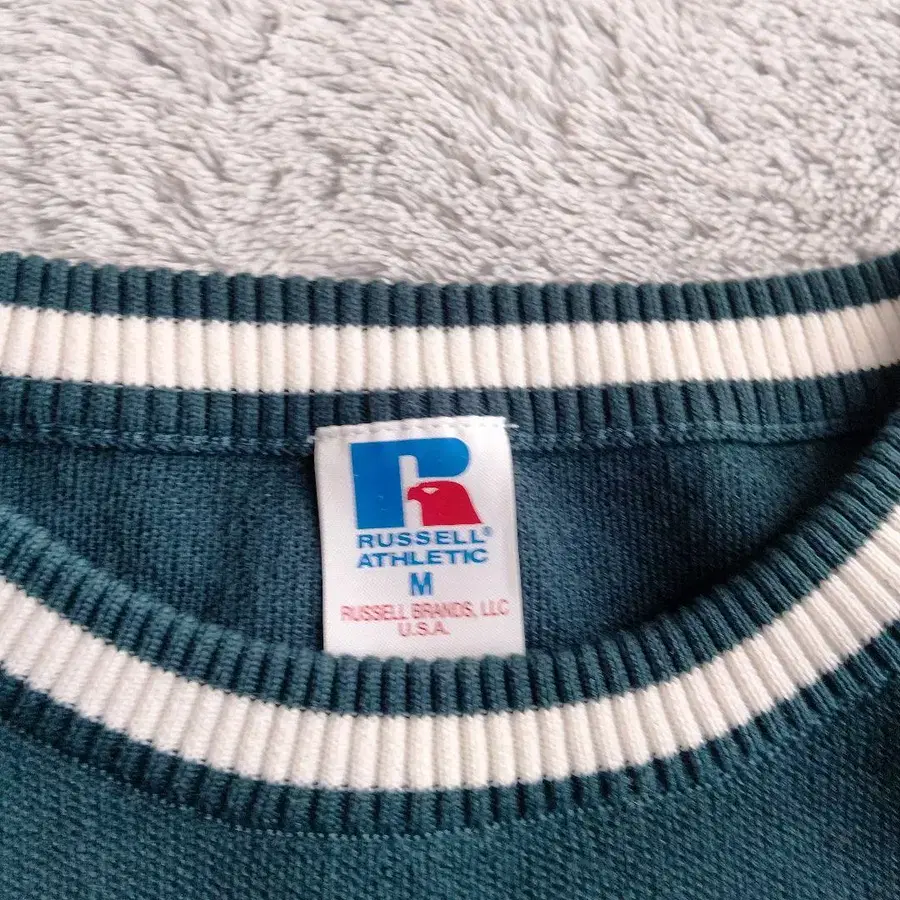 R
RUSSELL®
ATHLETIC
M
RUSSELL BRANDS, LLC
U.S.A.